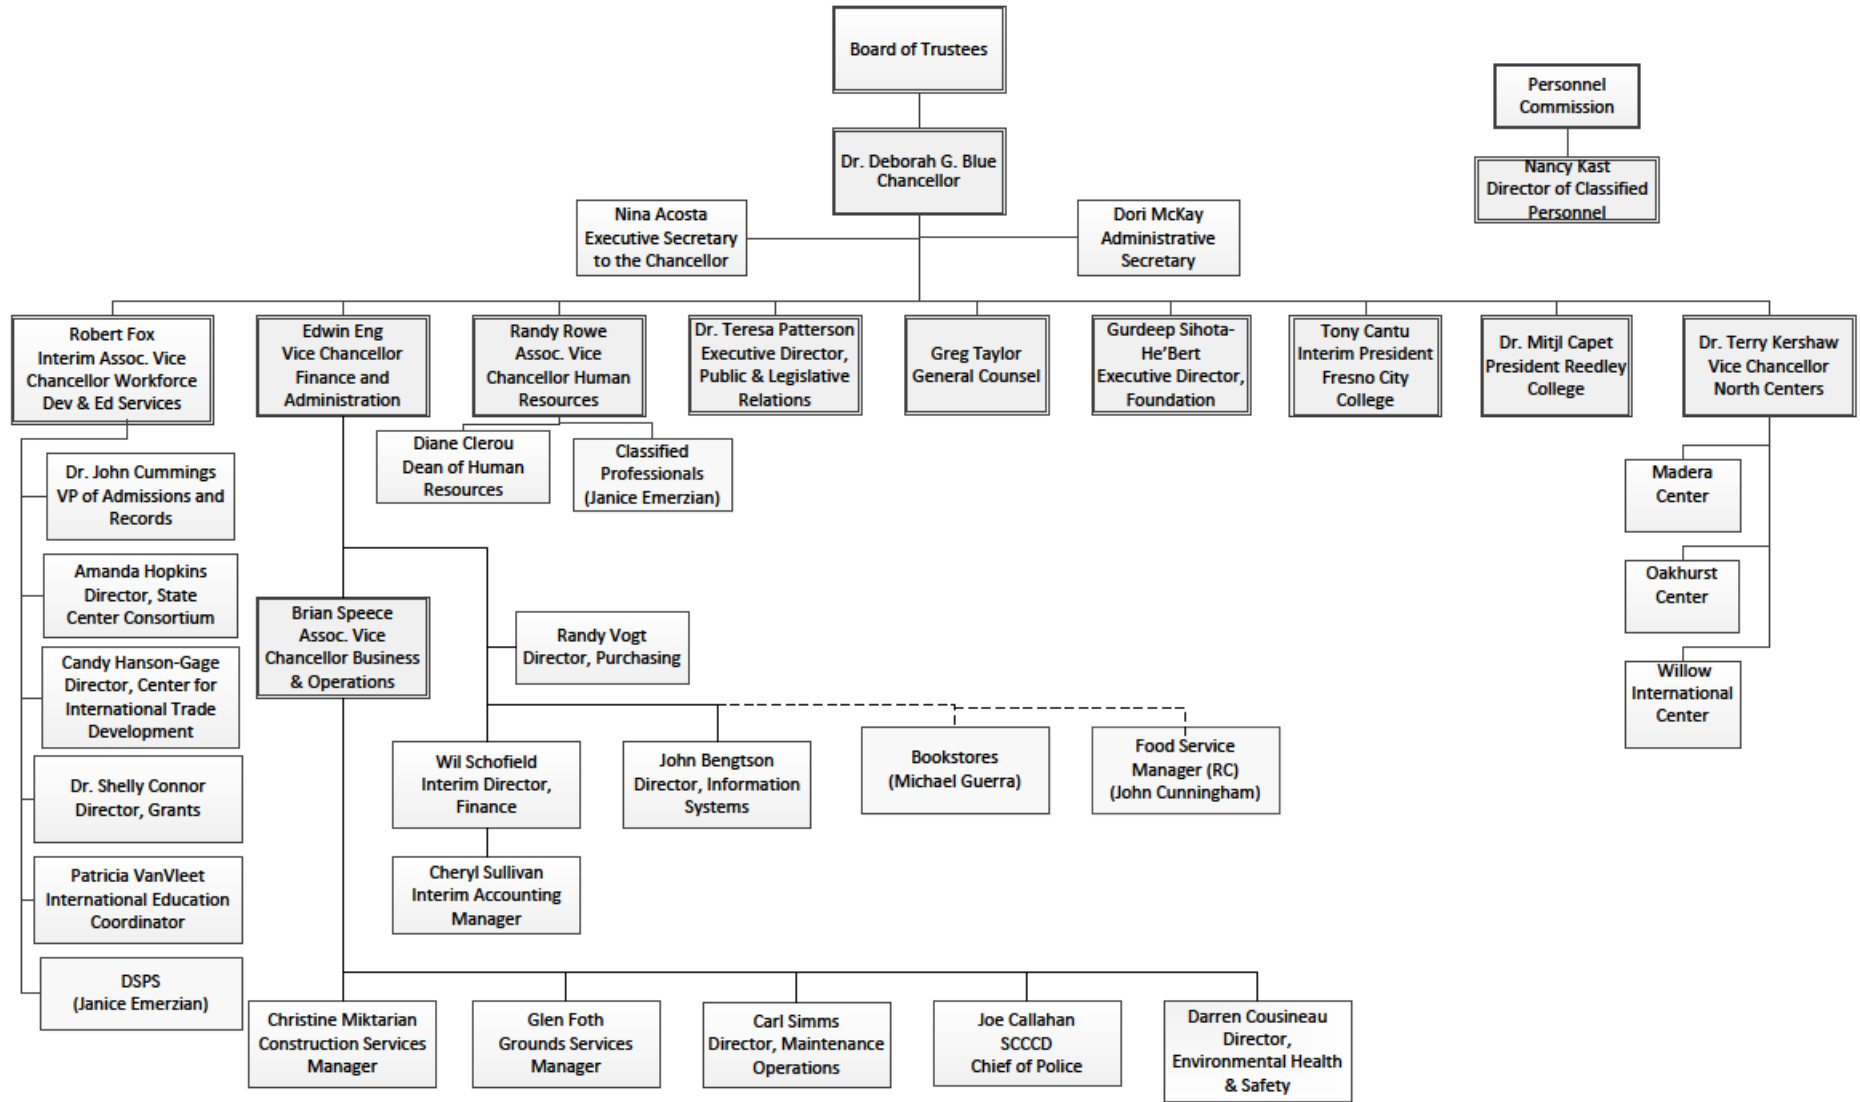 Board of Trustees
Personnel
Commission
Dr. Deborah G. Blue
Chancellor
Nancy Kast
Director of Classified
Personnel
Nina Acosta
Executive Secretary
to the Chancellor
Dori McKay
Administrative
Secretary
Robert Fox
Interim Assoc. Vice
Chancellor Workforce
Dev & Ed Services
Edwin Eng
Vice Chancellor
Finance and
Administration
Randy Rowe
Assoc. Vice
Chancellor Human
Resources
Dr. Teresa Patterson
Executive Director,
Public & Legislative
Relations
Greg Taylor
General Counsel
Gurdeep Sihota-
He'Bert
Executive Director,
Foundation
Tony Cantu
Interim President
Fresno City
College
Dr. Mitjl Capet
President Reedley
College
Dr. Terry Kershaw
Vice Chancellor
North Centers
Diane Clerou
Dean of Human
Resources
Classified
Professionals
(Janice Emerzian)
Dr. John Cummings
VP of Admissions and
Records
Madera
Center
Amanda Hopkins
Director, State
Center Consortium
Oakhurst
Center
Brian Speece
Assoc. Vice
Chancellor Business
& Operations
Randy Vogt
Director, Purchasing
Candy Hanson-Gage
Director, Center for
International Trade
Development
Willow
International
Center
Wil Schofield
Interim Director,
Finance
John Bengtson
Director, Information
Systems
Bookstores
(Michael Guerra)
Food Service
Manager (RC)
(John Cunningham)
Dr. Shelly Connor
Director, Grants
Cheryl Sullivan
Interim Accounting
Manager
Patricia VanVleet
International Education
Coordinator
DSPS
(Janice Emerzian)
Christine Miktarian
Construction Services
Manager
Glen Foth
Grounds Services
Manager
Carl Simms
Director, Maintenance
Operations
Joe Callahan
SCCCD
Chief of Police
Darren Cousineau
Director,
Environmental Health
& Safety